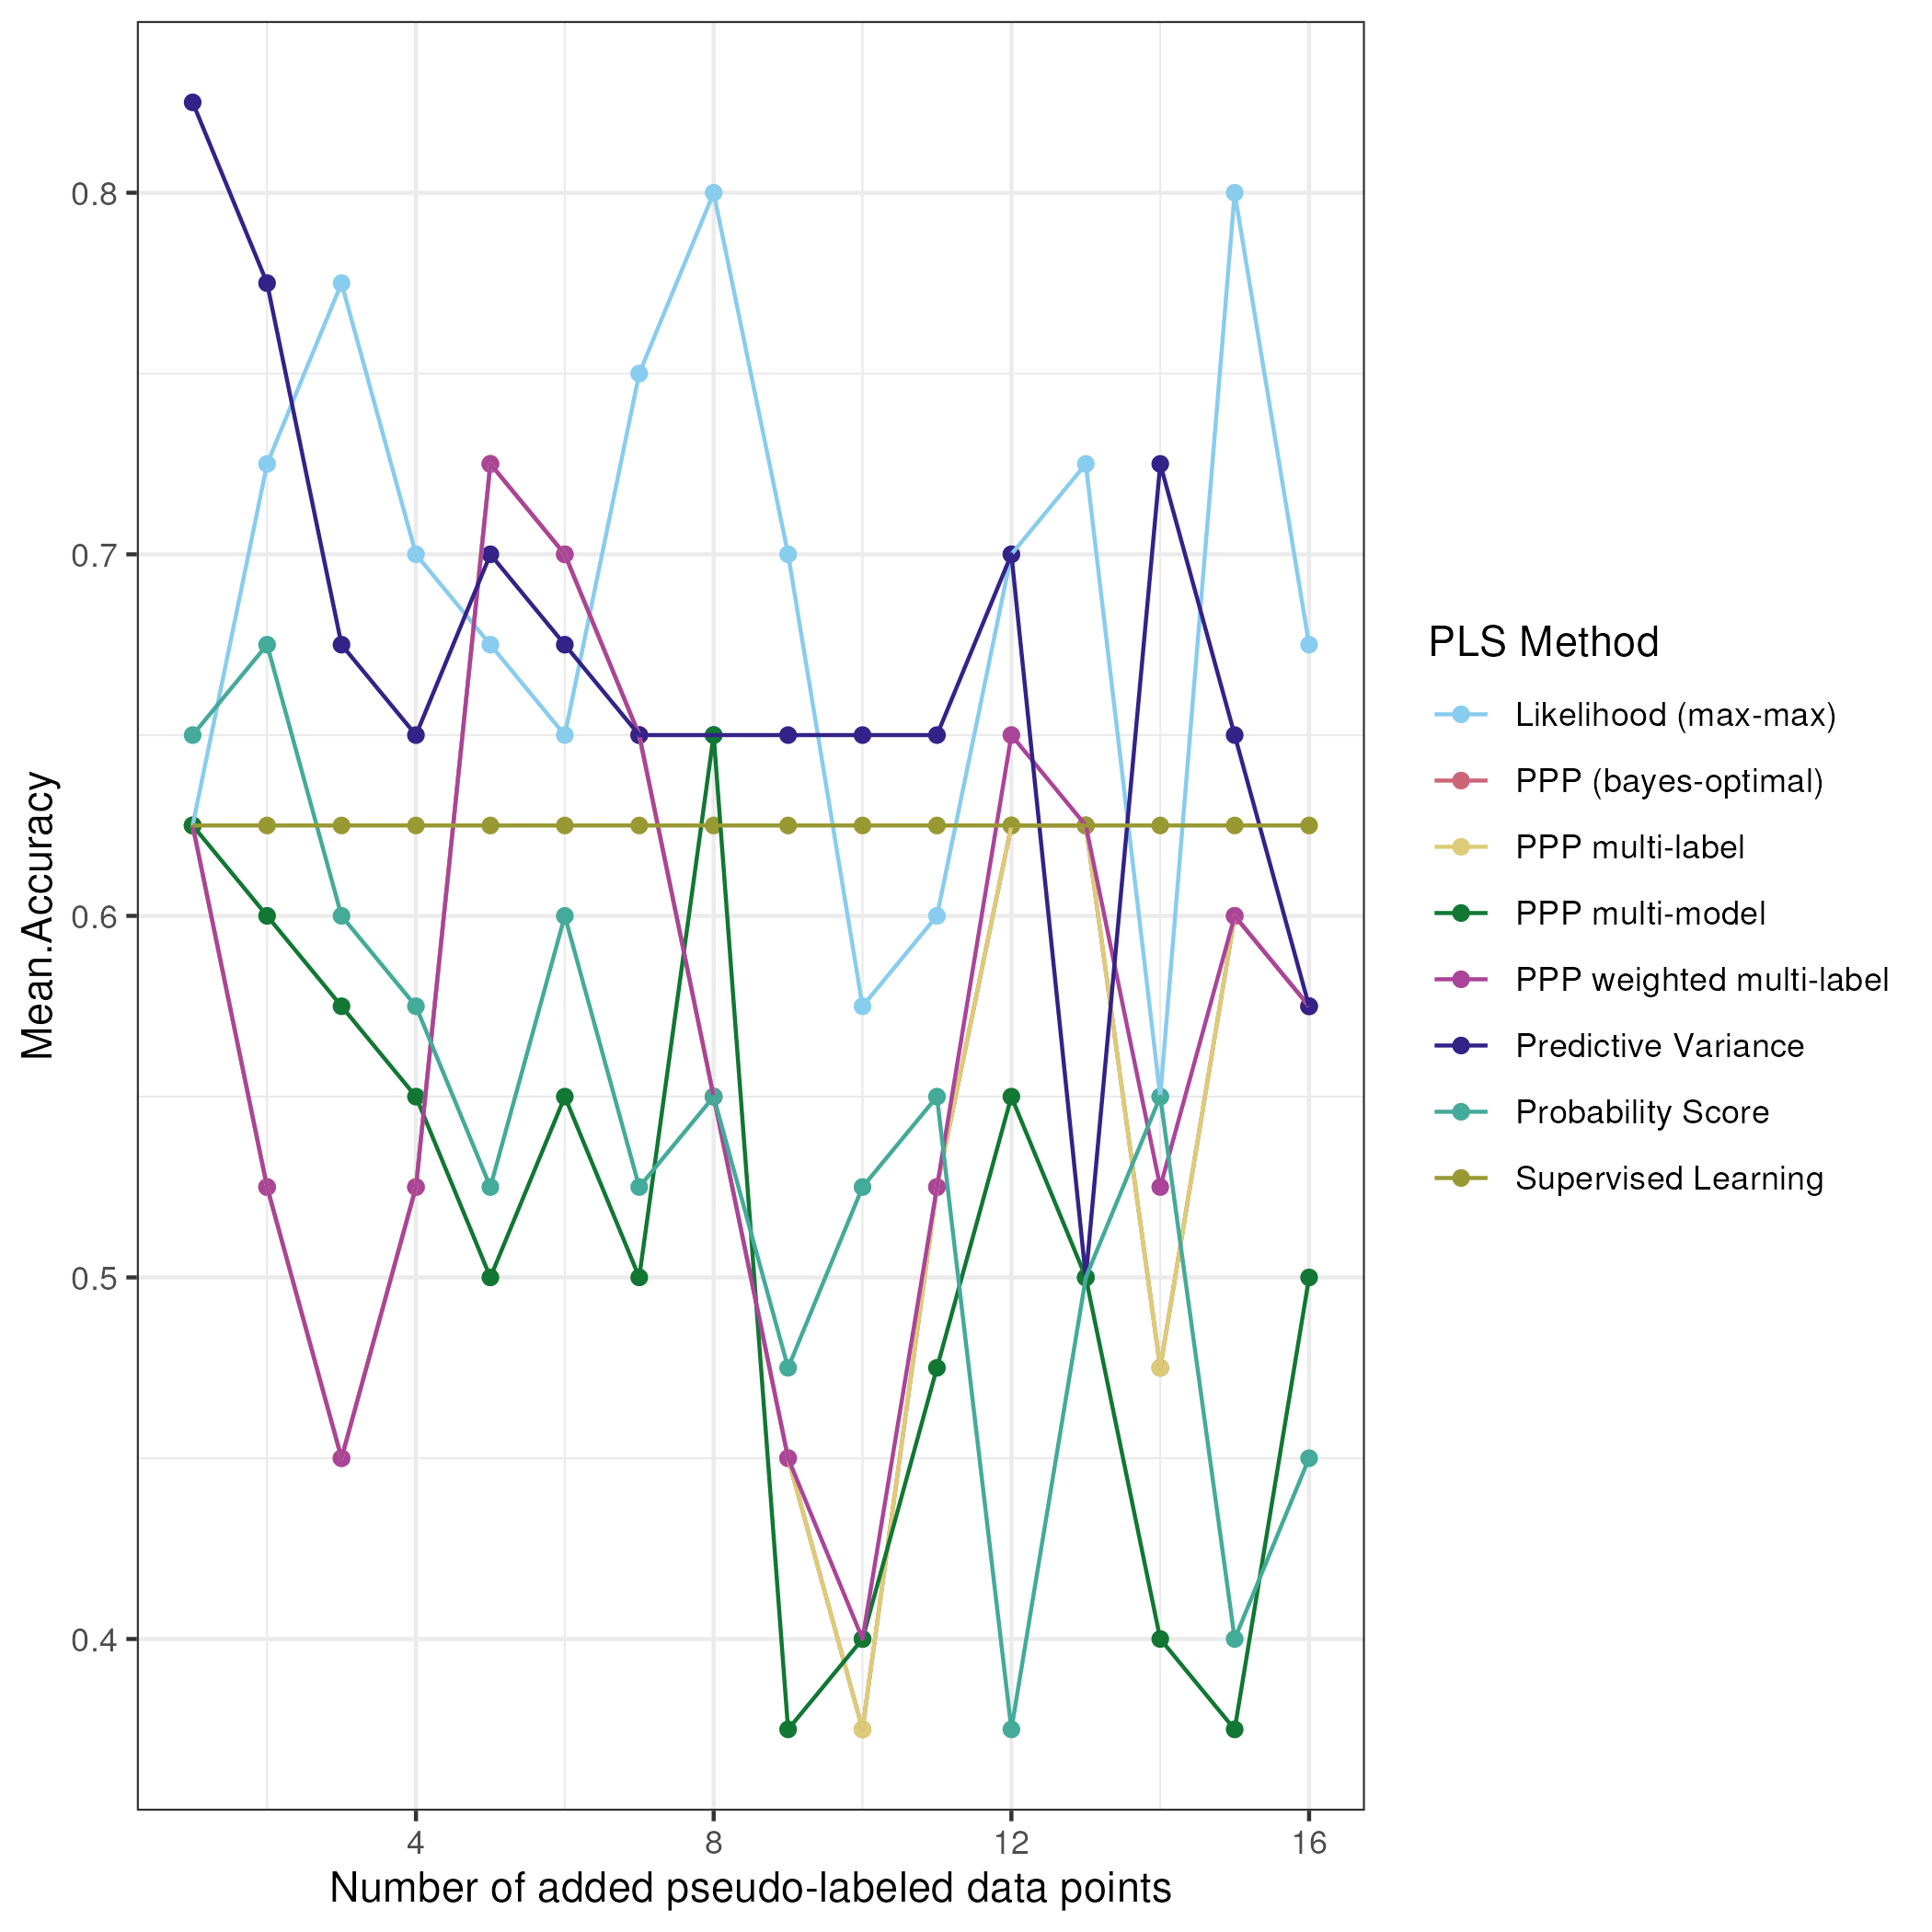 Mean.Accuracy
0.8
0.7
0.6
0.5
0.4
4
8
12
16
Number of added pseudo-labeled data points
PLS Method
Likelihood (max-max)
PPP (bayes-optimal)
PPP multi-label
PPP multi-model
PPP weighted multi-label
Predictive Variance
Probability Score
Supervised Learning